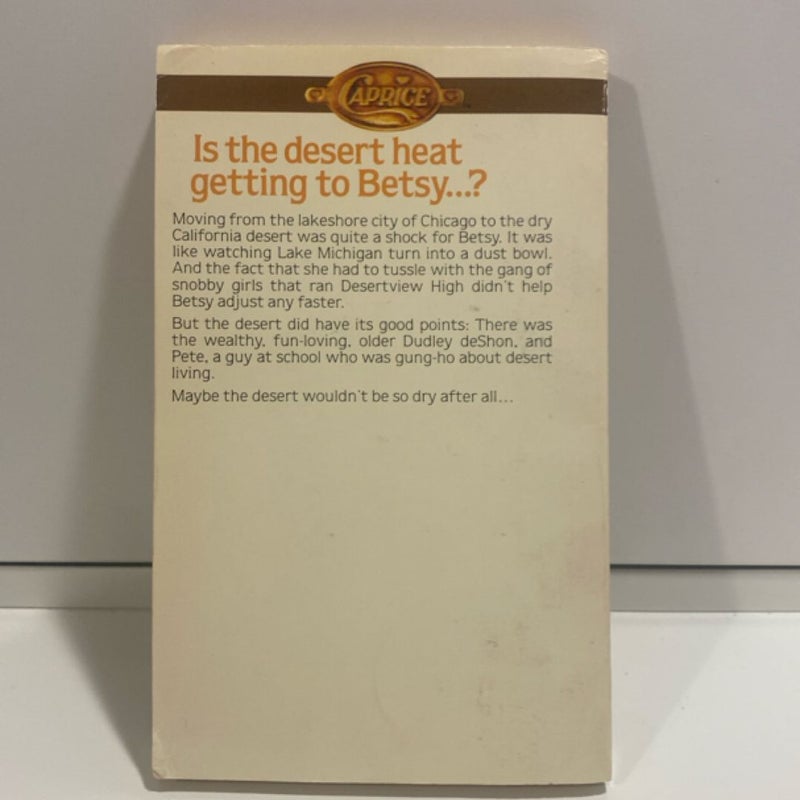 CAPRICE
Is the desert heat
getting to Betsy...?
Moving from the lakeshore city of Chicago to the dry
California desert was quite a shock for Betsy. It was
like watching Lake Michigan turn into a dust bowl.
And the fact that she had to tussle with the gang of
snobby girls that ran Desertview High didn't help
Betsy adjust any faster.
But the desert did have its good points: There was
the wealthy, fun-loving, older Dudley deShon, and
Pete, a guy at school who was gung-ho about desert
living.
Maybe the desert wouldn't be so dry after all...